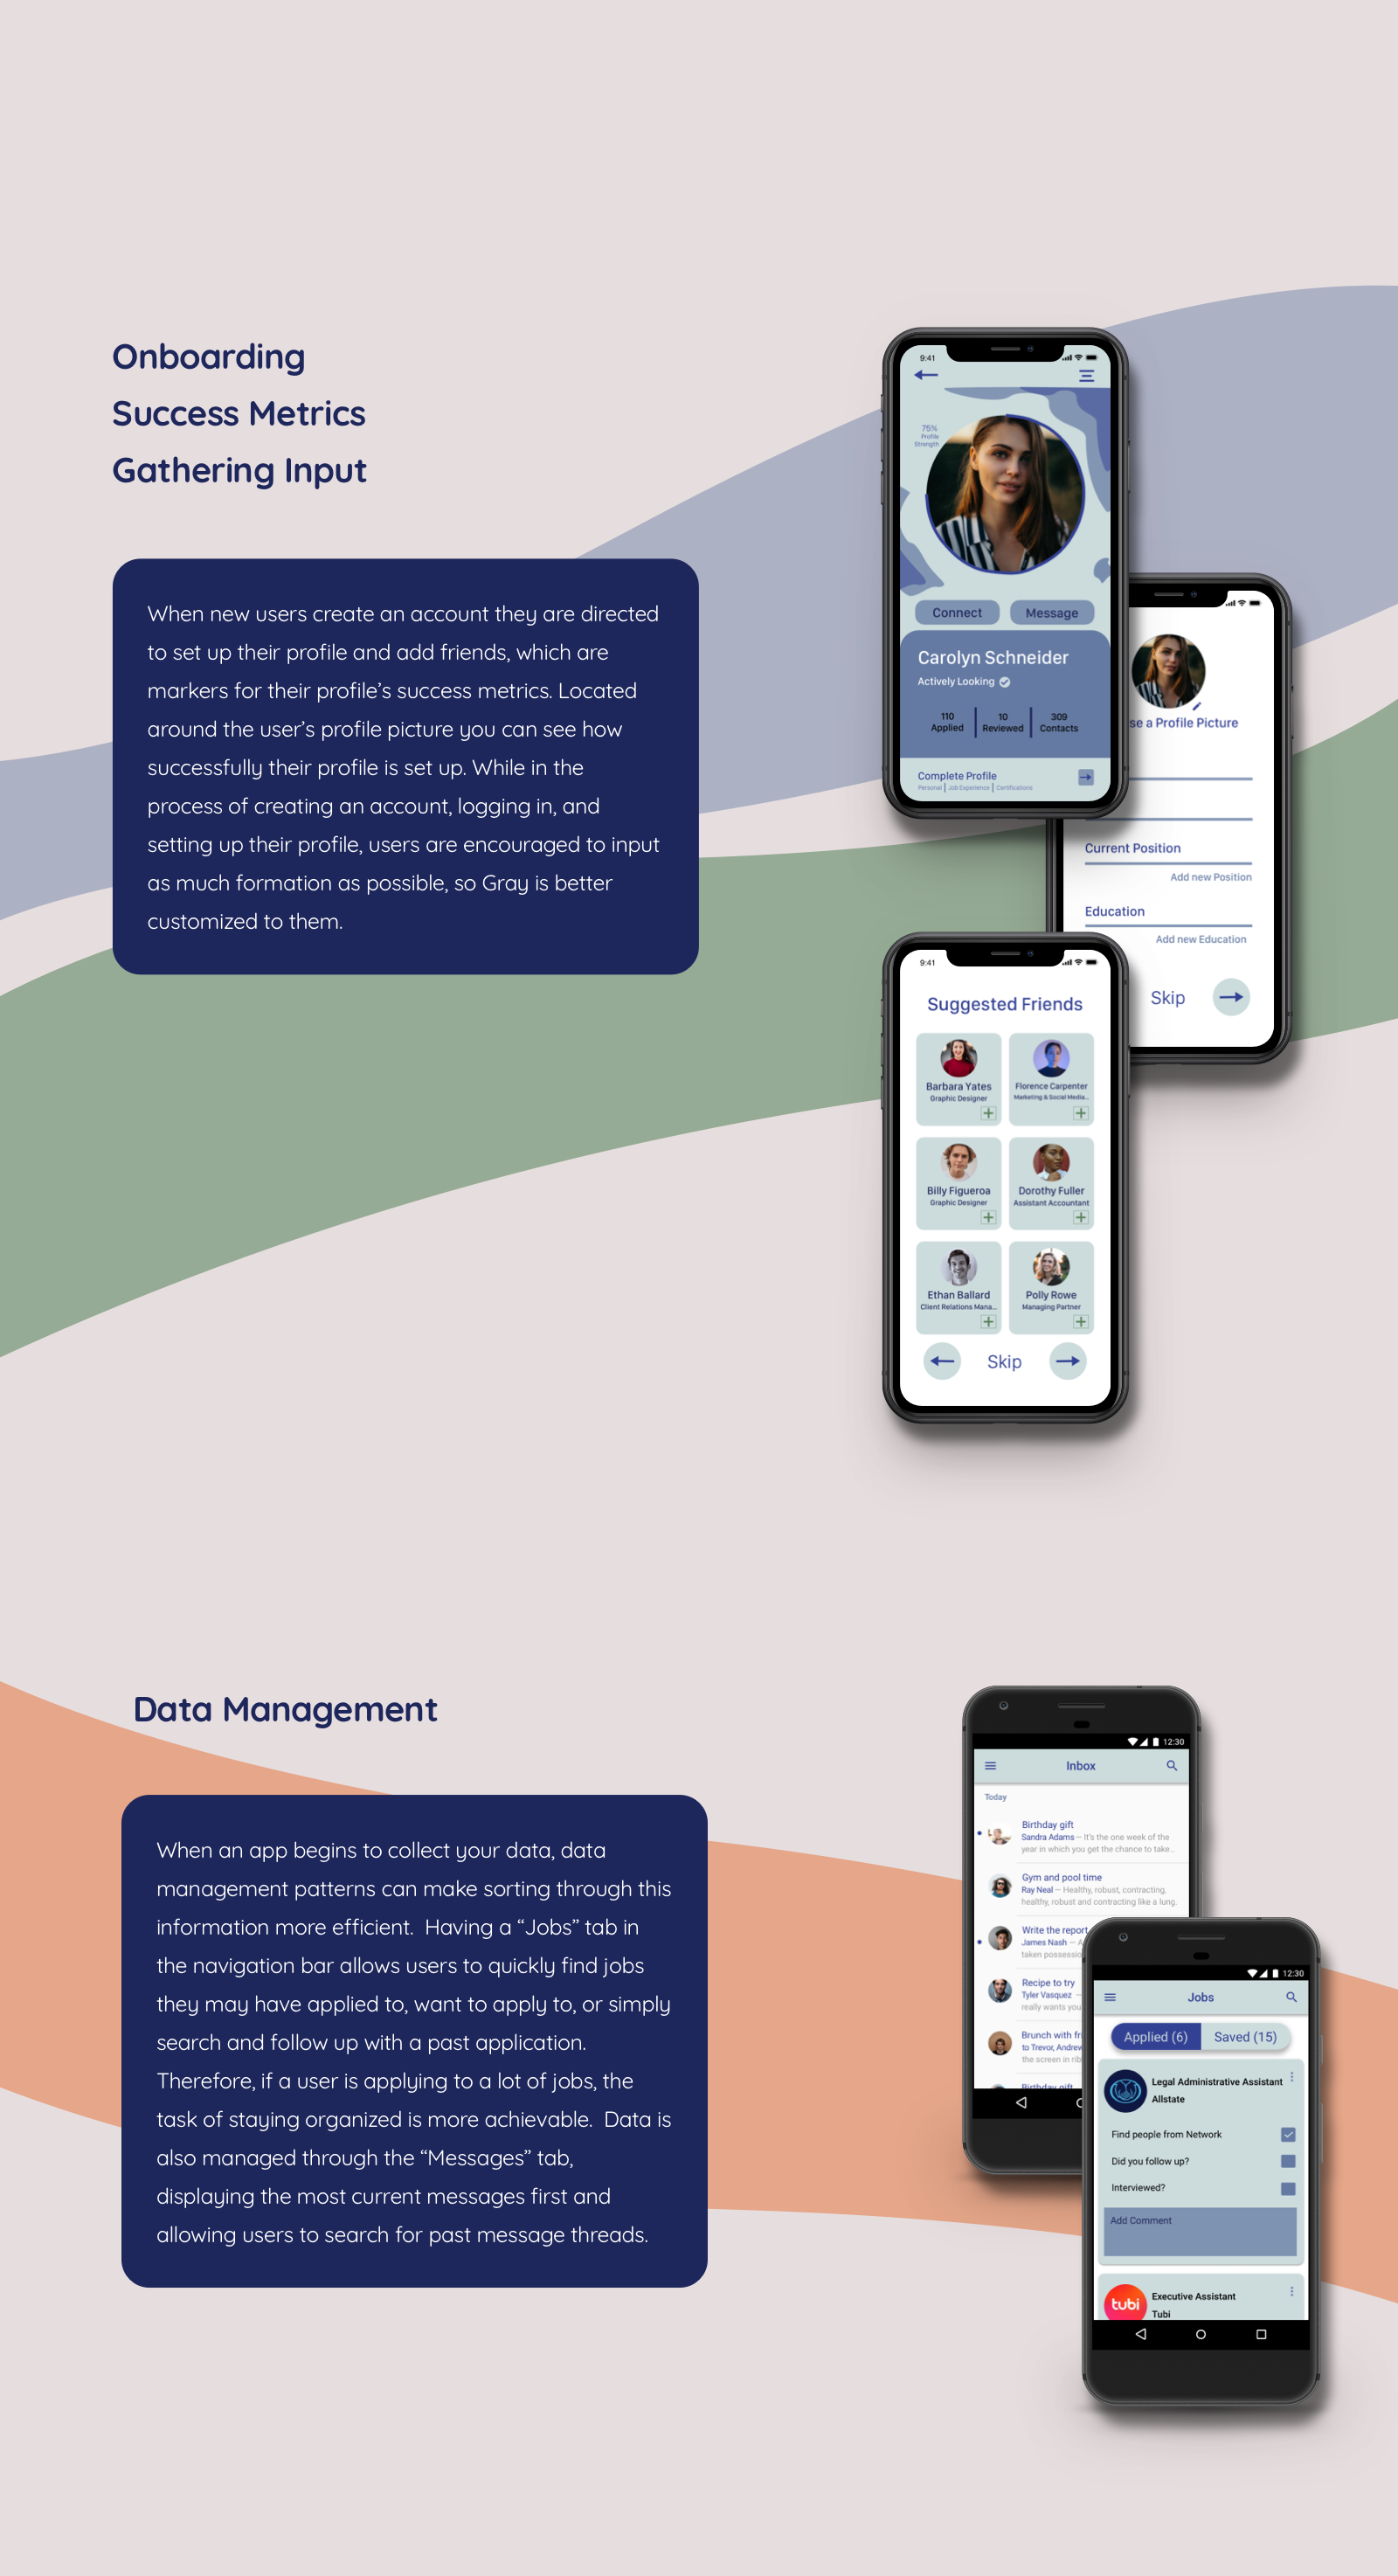 Onboarding
Success Metrics
Gathering Input
When new users create an account they are directed
to set up their profile and add friends, which are
markers for their profile’s success metrics. Located
around the user’s profile picture you can see how
successfully their profile is set up. While in the
process of creating an account, logging in, and
setting up their profile, users are encouraged to input
as much formation as possible, so Gray is better
customized to them.
9:41
75%
Profile
Strength
Connect Message
Carolyn Schneider
Actively Looking
110 10 309
Applied Reviewed Contacts
Complete Profile
Personal | Job Experience | Certifications
se a Profile Picture
Current Position
Add new Position
Education
Add new Education
Skip
9:41
Suggested Friends
Barbara Yates Florence Carpenter
Graphic Designer Marketing & Social Media...
Billy Figueroa Dorothy Fuller
Graphic Designer Assistant Accountant
Ethan Ballard Polly Rowe
Client Relations Mana... Managing Partner
Skip
Data Management
When an app begins to collect your data, data
management patterns can make sorting through this
information more efficient.  Having a “Jobs” tab in
the navigation bar allows users to quickly find jobs
they may have applied to, want to apply to, or simply
search and follow up with a past application.
Therefore, if a user is applying to a lot of jobs, the
task of staying organized is more achievable.  Data is
also managed through the “Messages” tab,
displaying the most current messages first and
allowing users to search for past message threads.
12:30
Inbox
Today
Birthday gift
Sandra Adams – It’s the one week of the
year in which you get the chance to take...
Gym and pool time
Ray Neal – Healthy, robust, contracting,
healthy, robust and contracting like a lung.
Write the report
James Nash – A
taken possessio
Recipe to try
Tyler Vasquez –
really wants you
Brunch with fri
to Trevor, Andrew
the screen in rib
Birthday gift
12:30
Jobs
Applied (6) Saved (15)
Legal Administrative Assistant
Allstate
Find people from Network
Did you follow up?
Interviewed?
Add Comment
tubi
Executive Assistant
Tubi